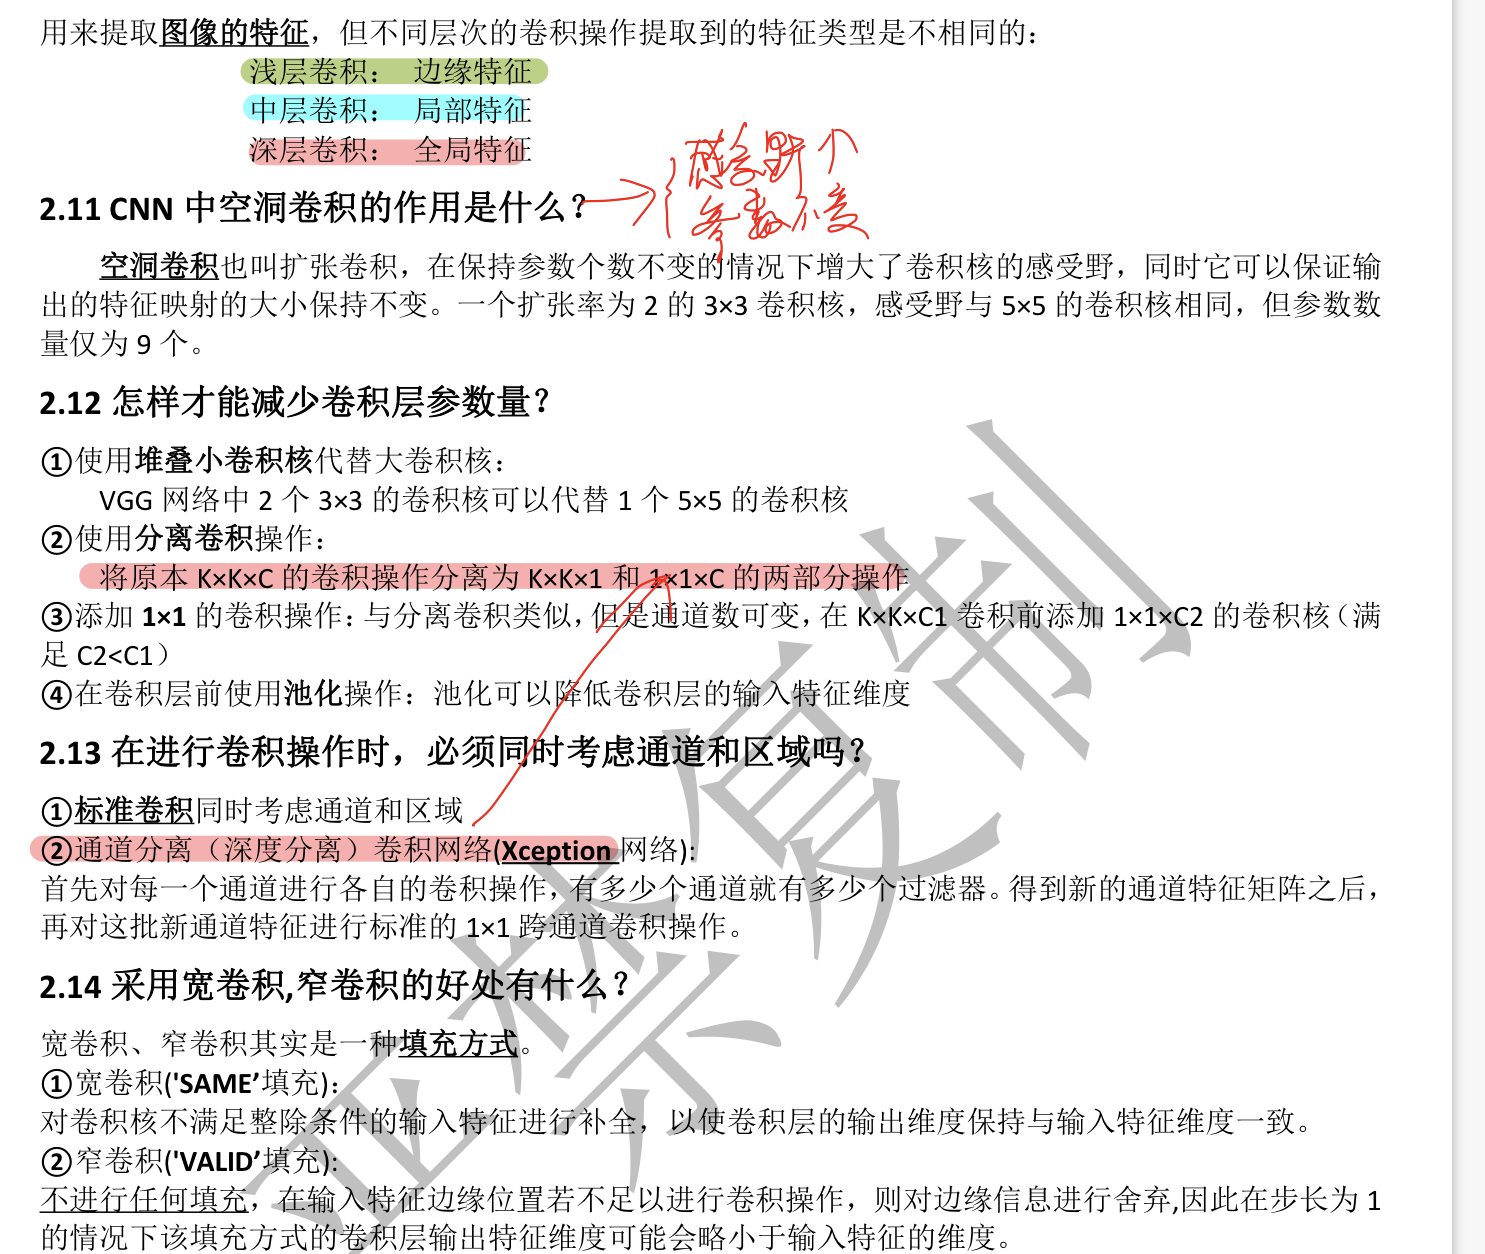 用来提取图像的特征，但不同层次的卷积操作提取到的特征类型是不相同的：
浅层卷积： 边缘特征
中层卷积： 局部特征
深层卷积： 全局特征
感受野个
参数不变
2.11 CNN 中空洞卷积的作用是什么？
空洞卷积也叫扩张卷积，在保持参数个数不变的情况下增大了卷积核的感受野，同时它可以保证输
出的特征映射的大小保持不变。一个扩张率为 2 的 3×3 卷积核，感受野与 5×5 的卷积核相同，但参数数
量仅为 9 个。
2.12 怎样才能减少卷积层参数量？
①使用堆叠小卷积核代替大卷积核：
VGG 网络中 2 个 3×3 的卷积核可以代替 1 个 5×5 的卷积核
②使用分离卷积操作：
将原本 K×K×C 的卷积操作分离为 K×K×1 和 1×1×C 的两部分操作
③添加 1×1 的卷积操作：与分离卷积类似，但是通道数可变，在 K×K×C1 卷积前添加 1×1×C2 的卷积核（满
足 C2<C1）
④在卷积层前使用池化操作：池化可以降低卷积层的输入特征维度
2.13 在进行卷积操作时，必须同时考虑通道和区域吗？
①标准卷积同时考虑通道和区域
②通道分离（深度分离）卷积网络(Xception 网络):
首先对每一个通道进行各自的卷积操作，有多少个通道就有多少个过滤器。得到新的通道特征矩阵之后，
再对这批新通道特征进行标准的 1×1 跨通道卷积操作。
2.14 采用宽卷积,窄卷积的好处有什么？
宽卷积、窄卷积其实是一种填充方式。
①宽卷积('SAME’填充)：
对卷积核不满足整除条件的输入特征进行补全，以使卷积层的输出维度保持与输入特征维度一致。
②窄卷积('VALID’填充):
不进行任何填充，在输入特征边缘位置若不足以进行卷积操作，则对边缘信息进行舍弃,因此在步长为 1
的情况下该填充方式的卷积层输出特征维度可能会略小于输入特征的维度。
严禁复制